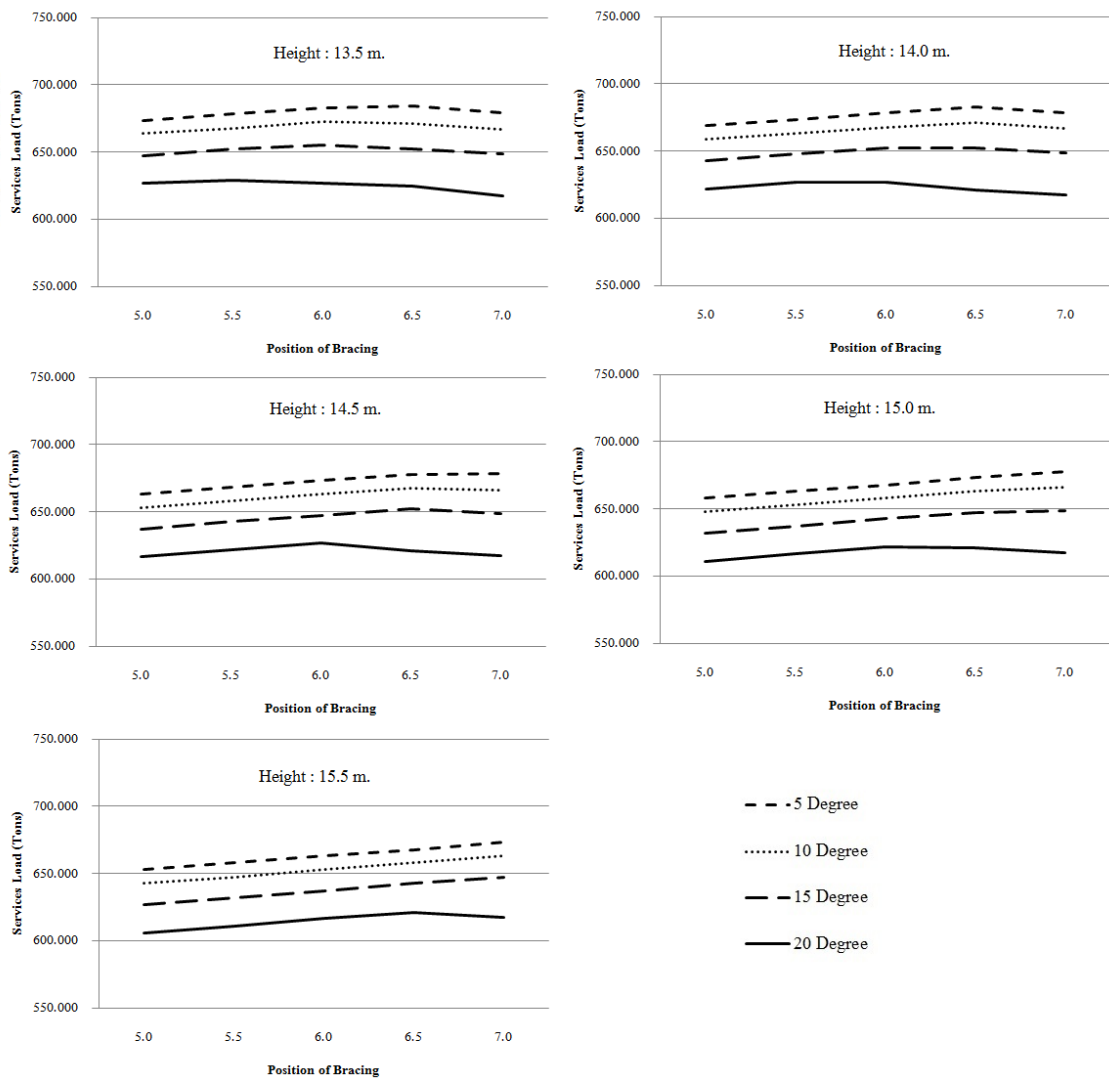 Height : 13.5 m.
Services Load (Tons)
750.000
700.000
650.000
600.000
550.000
5.0 5.5 6.0 6.5 7.0
Position of Bracing
Height : 14.0 m.
Services Load (Tons)
750.000
700.000
650.000
600.000
550.000
5.0 5.5 6.0 6.5 7.0
Position of Bracing
Height : 14.5 m.
Services Load (Tons)
750.000
700.000
650.000
600.000
550.000
5.0 5.5 6.0 6.5 7.0
Position of Bracing
Height : 15.0 m.
Services Load (Tons)
750.000
700.000
650.000
600.000
550.000
5.0 5.5 6.0 6.5 7.0
Position of Bracing
Height : 15.5 m.
Services Load (Tons)
750.000
700.000
650.000
600.000
550.000
5.0 5.5 6.0 6.5 7.0
Position of Bracing
5 Degree
10 Degree
15 Degree
20 Degree